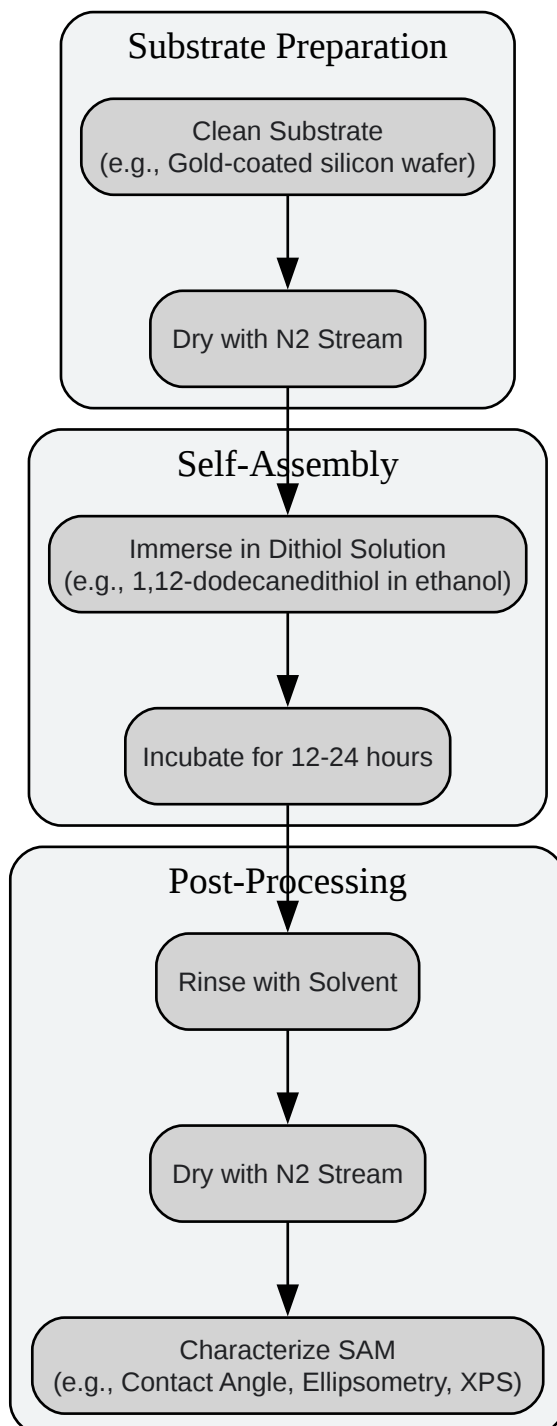 Substrate Preparation
Clean Substrate
(e.g., Gold-coated silicon wafer)
Dry with N2 Stream
Self-Assembly
Immerse in Dithiol Solution
(e.g., 1,12-dodecanedithiol in ethanol)
Incubate for 12-24 hours
Post-Processing
Rinse with Solvent
Dry with N2 Stream
Characterize SAM
(e.g., Contact Angle, Ellipsometry, XPS)